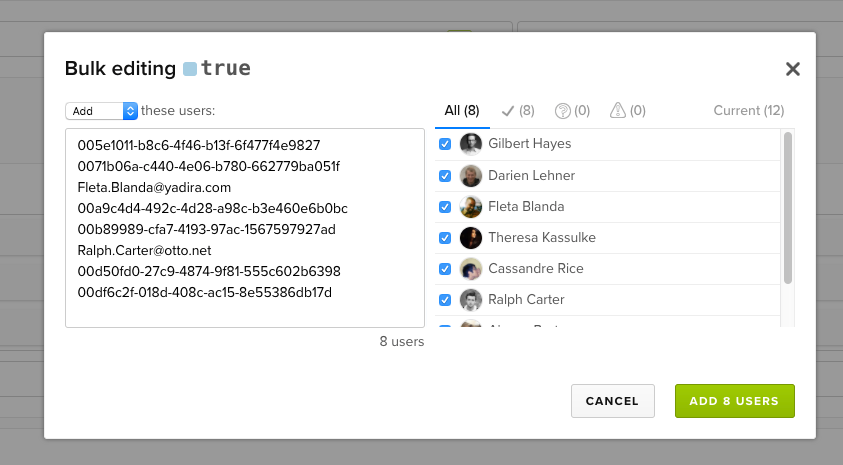 Bulk editing true
Add these users:
All (8) (8) (0) (0) Current (12)
005e1011-b8c6-4f46-b13f-6f477f4e9827
0071b06a-c440-4e06-b780-662779ba051f
Fleta.Blanda@yadira.com
00a9c4d4-492c-4d28-a98c-b3e460e6b0bc
00b89989-cfa7-4193-97ac-1567597927ad
Ralph.Carter@otto.net
00d50fd0-27c9-4874-9f81-555c602b6398
00df6c2f-018d-408c-ac15-8e55386db17d
Gilbert Hayes
Darien Lehner
Fleta Blanda
Theresa Kassulke
Cassandre Rice
Ralph Carter
8 users
CANCEL
ADD 8 USERS